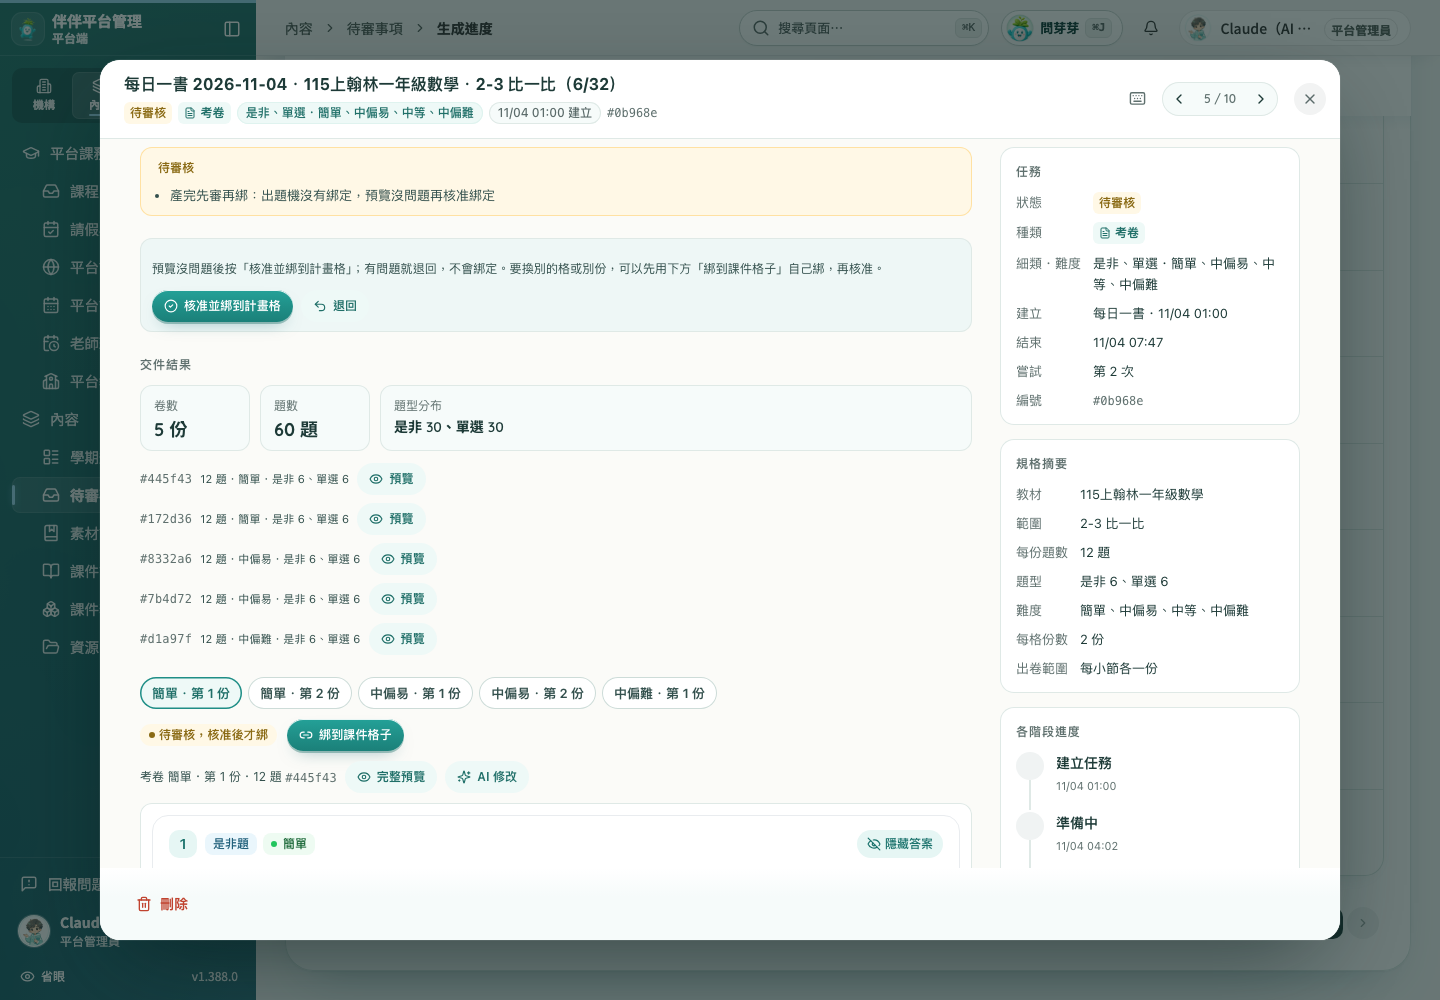 伴伴平台管理
平台端
內容 > 待審事項 > 生成進度
搜尋頁面… ⌘K
問芽芽 ⌘J
Claude（AI … 平台管理員
機構
平台課務
課程
請假
平台
平台
老師
平台
內容
學期
待審
素材
課件
課件
資源
回報問題
Claude
平台管理員
省眼 v1.388.0
每日一書 2026-11-04 · 115上翰林一年級數學 · 2-3 比一比（6/32）
待審核 考卷 是非、單選 · 簡單、中偏易、中等、中偏難 11/04 01:00 建立 #0b968e
5 / 10
待審核
• 產完先審再綁：出題機沒有綁定，預覽沒問題再核准綁定
預覽沒問題後按「核准並綁到計畫格」；有問題就退回，不會綁定。要換別的格或別份，可以先用下方「綁到課件格子」自己綁，再核准。
核准並綁到計畫格 退回
交件結果
卷數
5 份
題數
60 題
題型分布
是非 30、單選 30
#445f43 12 題 · 簡單 · 是非 6、單選 6 預覽
#172d36 12 題 · 簡單 · 是非 6、單選 6 預覽
#8332a6 12 題 · 中偏易 · 是非 6、單選 6 預覽
#7b4d72 12 題 · 中偏易 · 是非 6、單選 6 預覽
#d1a97f 12 題 · 中偏難 · 是非 6、單選 6 預覽
簡單 · 第 1 份 簡單 · 第 2 份 中偏易 · 第 1 份 中偏易 · 第 2 份 中偏難 · 第 1 份
待審核，核准後才綁 綁到課件格子
考卷 簡單 · 第 1 份 · 12 題 #445f43 完整預覽 AI 修改
1 是非題 簡單 隱藏答案
任務
狀態 待審核
種類 考卷
細類 · 難度 是非、單選 · 簡單、中偏易、中
等、中偏難
建立 每日一書 · 11/04 01:00
結束 11/04 07:47
嘗試 第 2 次
編號 #0b968e
規格摘要
教材 115上翰林一年級數學
範圍 2-3 比一比
每份題數 12 題
題型 是非 6、單選 6
難度 簡單、中偏易、中等、中偏難
每格份數 2 份
出卷範圍 每小節各一份
各階段進度
建立任務
11/04 01:00
準備中
11/04 04:02
刪除